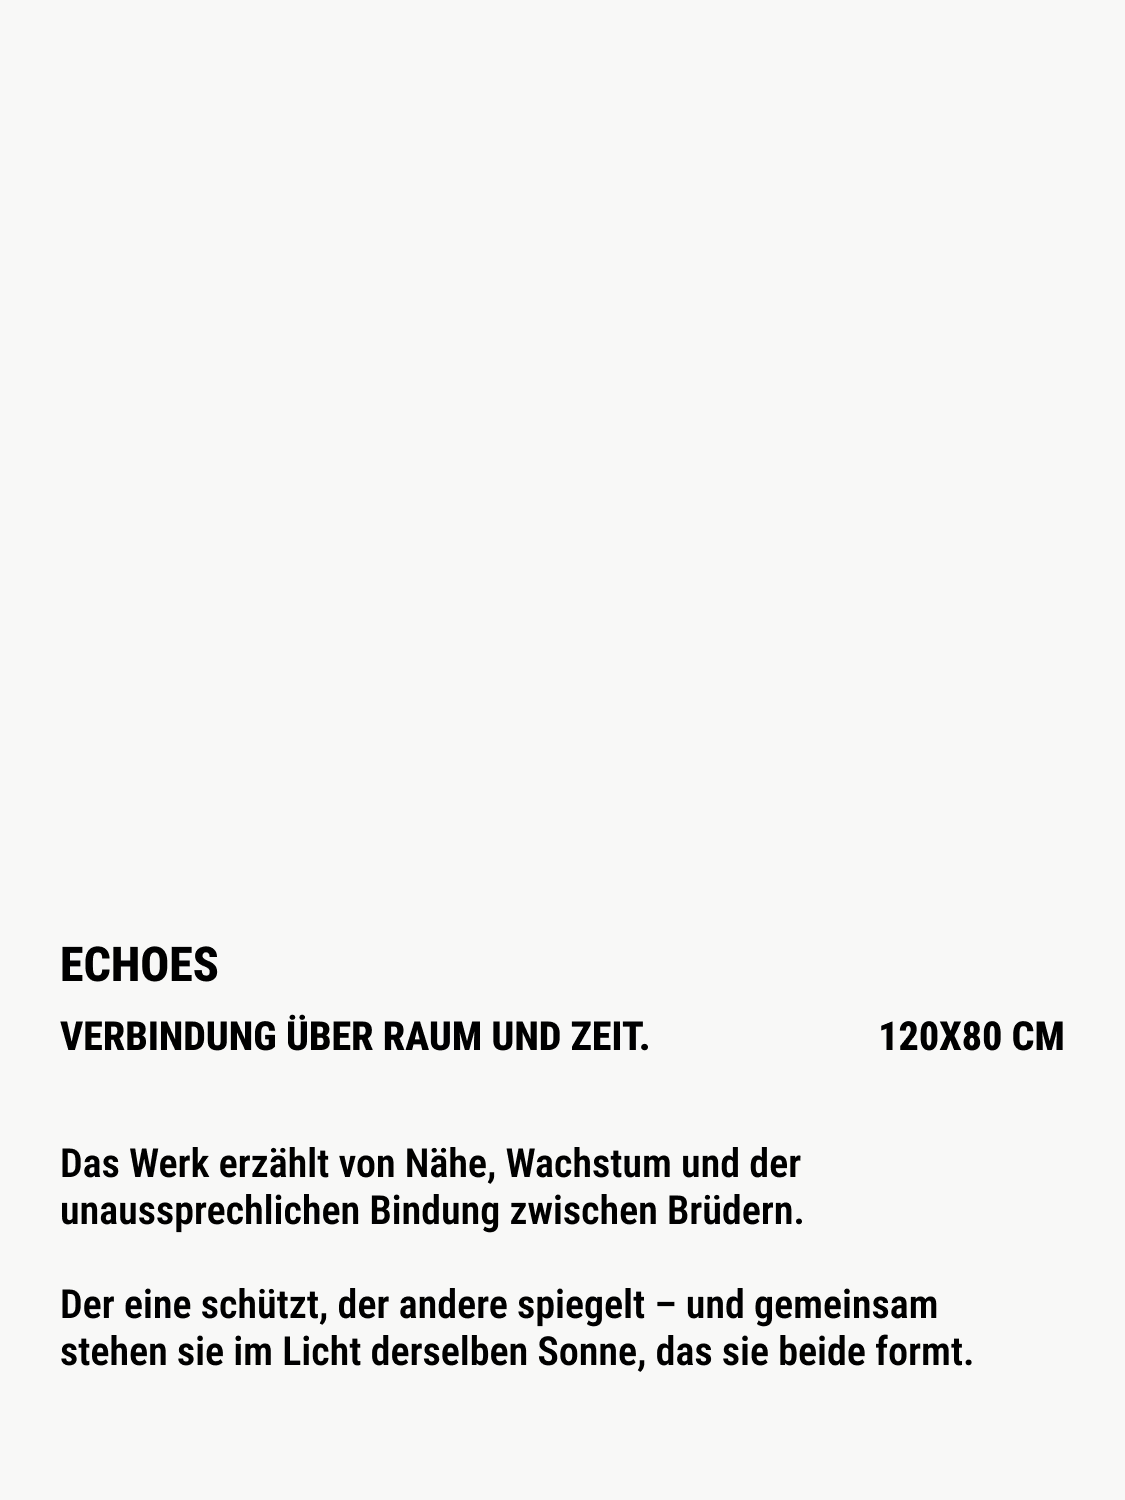 ECHOES
VERBINDUNG ÜBER RAUM UND ZEIT. 120X80 CM
Das Werk erzählt von Nähe, Wachstum und der
unaussprechlichen Bindung zwischen Brüdern.
Der eine schützt, der andere spiegelt – und gemeinsam
stehen sie im Licht derselben Sonne, das sie beide formt.